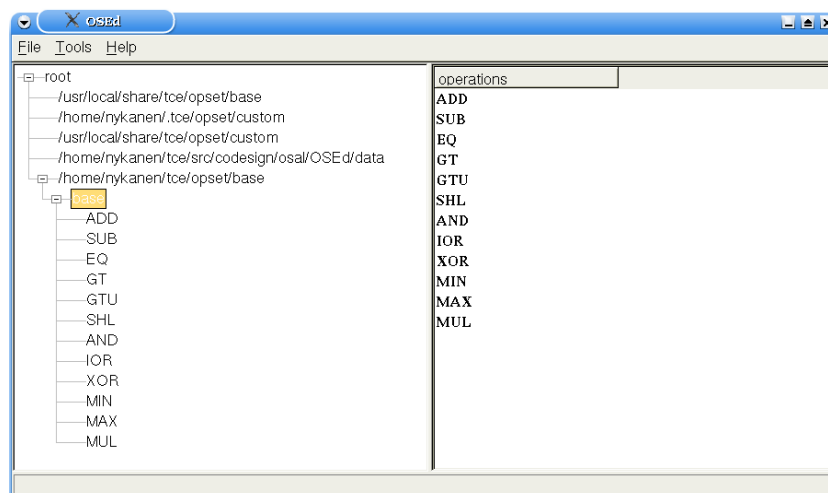 OSEd
File Tools Help
root
/usr/local/share/tce/opset/base
/home/nykanen/.tce/opset/custom
/usr/local/share/tce/opset/custom
/home/nykanen/tce/src/codesign/osal/OSEd/data
/home/nykanen/tce/opset/base
base
ADD
SUB
EQ
GT
GTU
SHL
AND
IOR
XOR
MIN
MAX
MUL
operations
ADD
SUB
EQ
GT
GTU
SHL
AND
IOR
XOR
MIN
MAX
MUL